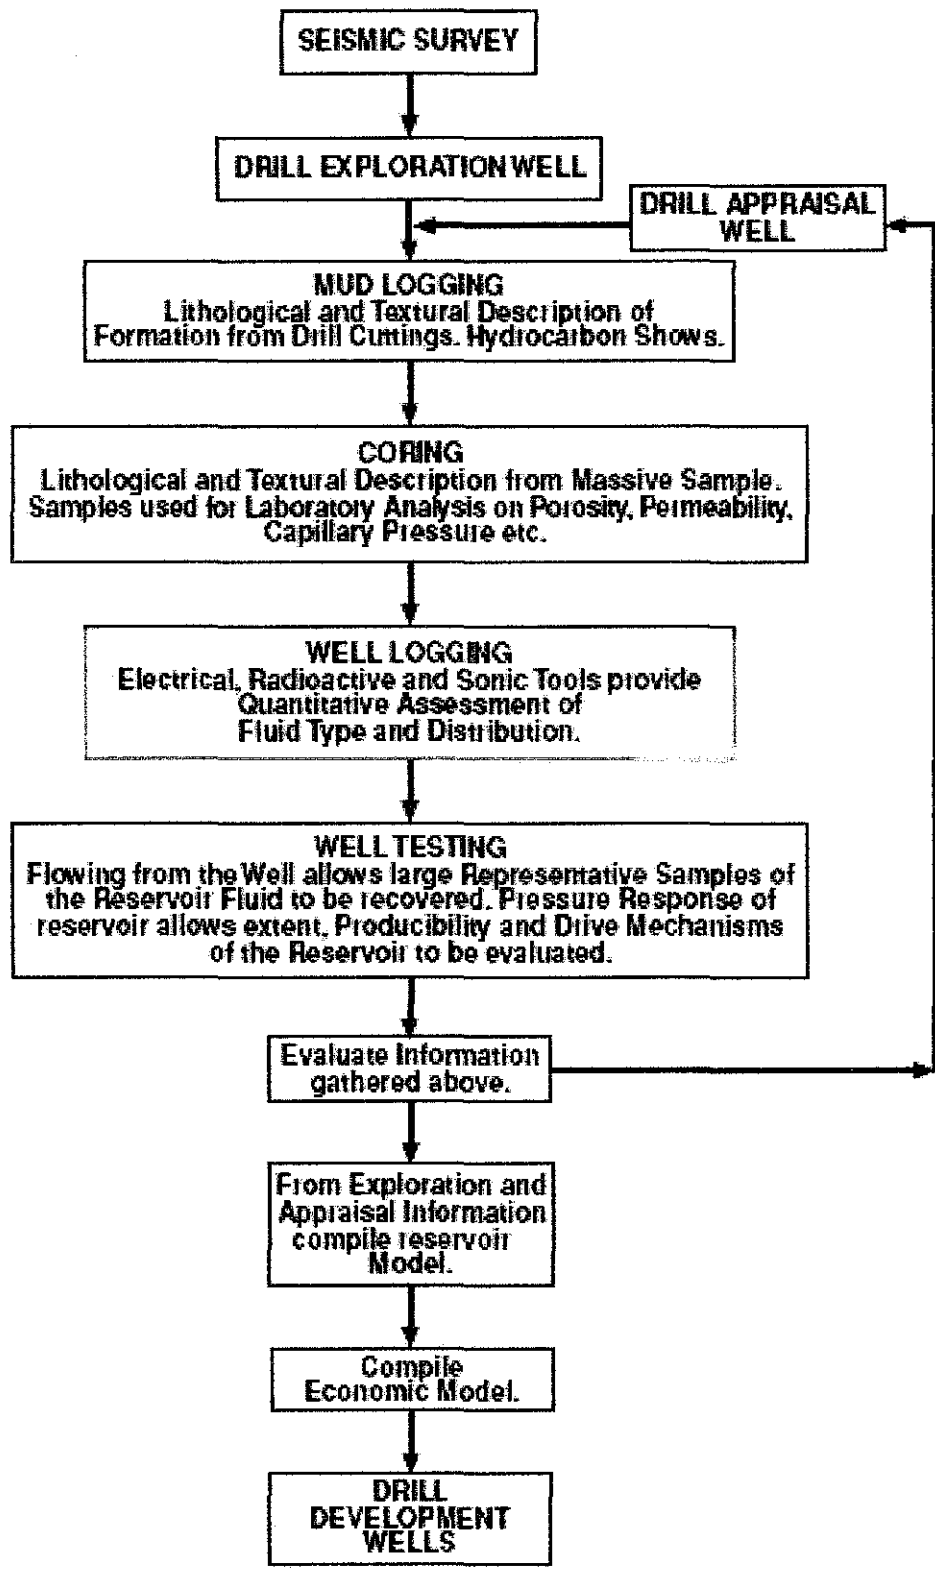 SEISMIC SURVEY
DRILL EXPLORATION WELL
DRILL APPRAISAL
WELL
MUD LOGGING
Lithological and Textural Description of
Formation from Drill Cuttings. Hydrocarbon Shows.
CORING
Lithological and Textural Description from Massive Sample.
Samples used for Laboratory Analysis on Porosity, Permeability,
Capillary Pressure etc.
WELL LOGGING
Electrical, Radioactive and Sonic Tools provide
Quantitative Assessment of
Fluid Type and Distribution.
WELL TESTING
Flowing from the Well allows large Representative Samples of
the Reservoir Fluid to be recovered. Pressure Response of
reservoir allows extent, Producibility and Drive Mechanisms
of the Reservoir to be evaluated.
Evaluate Information
gathered above.
From Exploration and
Appraisal Information
compile reservoir
Model.
Compile
Economic Model.
DRILL
DEVELOPMENT
WELLS